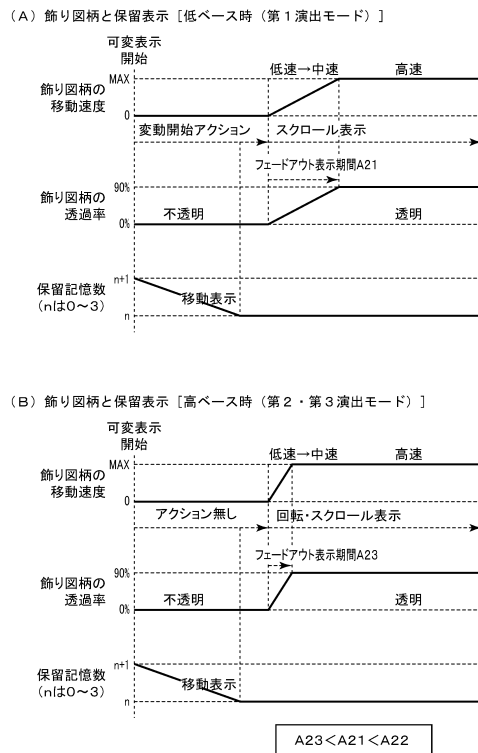 （A）飾り図柄と保留表示［低ベース時（第１演出モード）］
可変表示
開始
低速→中速
高速
飾り図柄の
移動速度
MAX
0
変動開始アクション
スクロール表示
フェードアウト表示期間A21
飾り図柄の
透過率
90%
0%
不透明
透明
保留記憶数
（nは０～３）
n+1
n
移動表示
（B）飾り図柄と保留表示［高ベース時（第２・第３演出モード）］
可変表示
開始
低速→中速
高速
飾り図柄の
移動速度
MAX
0
アクション無し
回転・スクロール表示
フェードアウト表示期間A23
飾り図柄の
透過率
90%
0%
不透明
透明
保留記憶数
（nは０～３）
n+1
n
移動表示
A23＜A21＜A22